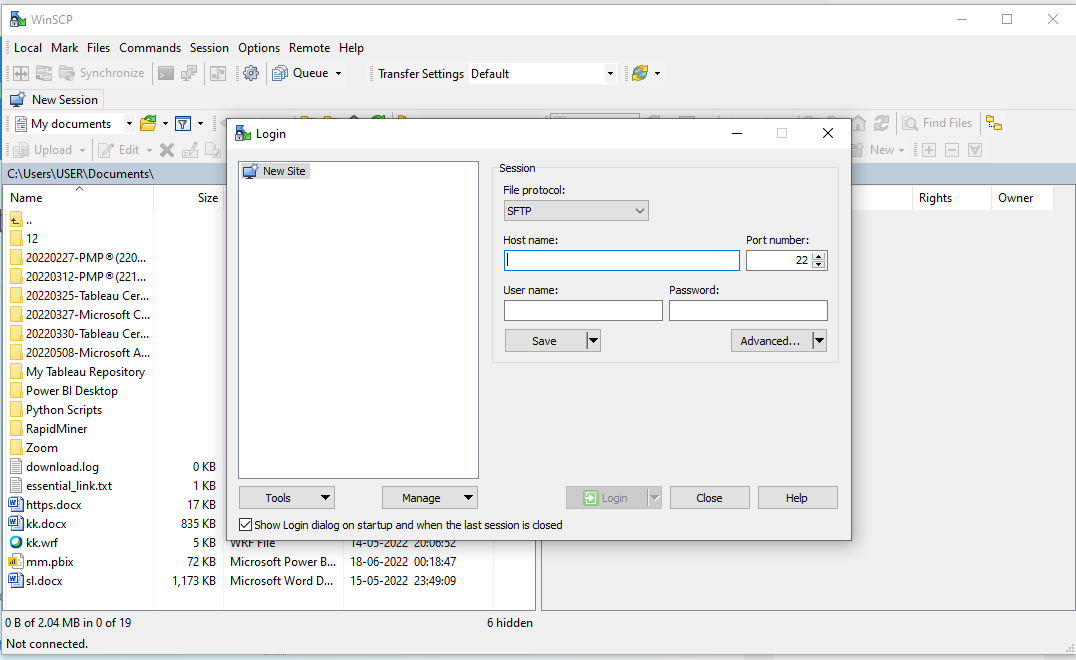 WinSCP
Local Mark Files Commands Session Options Remote Help
Synchronize Queue Transfer Settings Default
New Session
My documents
Find Files
Upload Edit
New
C:\Users\USER\Documents\
Name Size
Rights Owner
..
12
20220227-PMP®(220...
20220312-PMP®(221...
20220325-Tableau Cer...
20220327-Microsoft C...
20220330-Tableau Cer...
20220508-Microsoft A...
My Tableau Repository
Power BI Desktop
Python Scripts
RapidMiner
Zoom
download.log 0 KB
essential_link.txt 1 KB
https.docx 17 KB
kk.docx 835 KB
kk.wrf 5 KB WRF File 14-05-2022 20:06:52
mm.pbix 72 KB Microsoft Power B... 18-06-2022 00:18:47
sl.docx 1,173 KB Microsoft Word D... 15-05-2022 23:49:09
0 B of 2.04 MB in 0 of 19 6 hidden
Not connected.
Login
New Site
Session
File protocol:
SFTP
Host name: Port number:
22
User name: Password:
Save Advanced...
Tools Manage Login Close Help
Show Login dialog on startup and when the last session is closed